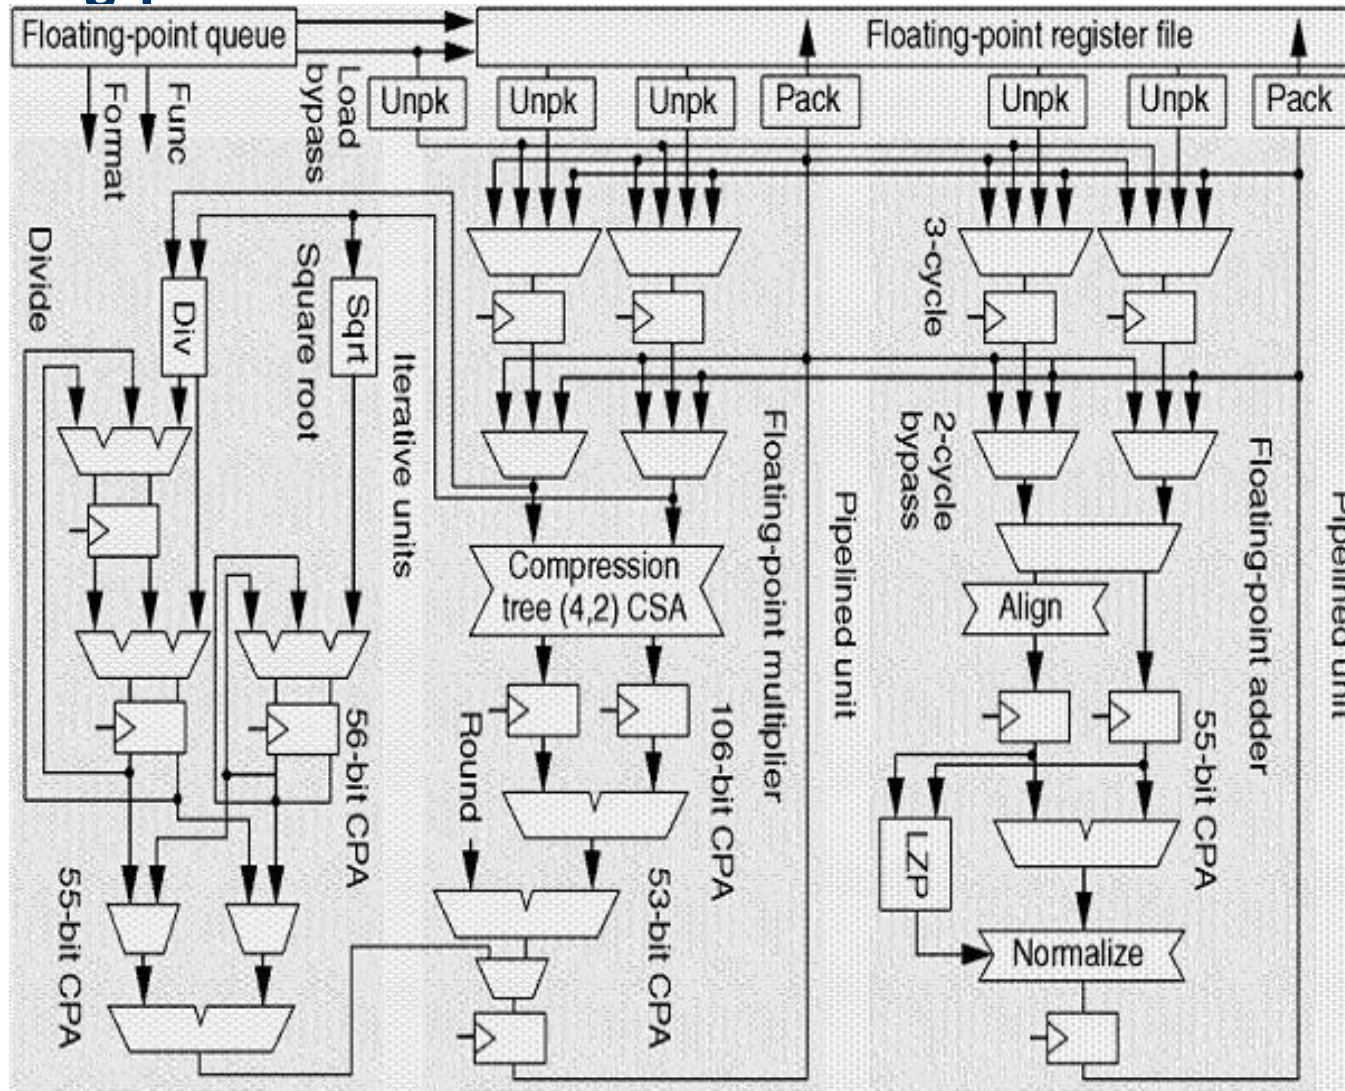 Floating-point queue
Floating-point register file
Format
Func
Load
bypass
Unpk
Unpk
Unpk
Pack
Unpk
Unpk
Pack
Divide
Div
Square root
Sqrt
Iterative units
3-cycle
2-cycle
bypass
Floating-point multiplier
Pipelined unit
Floating-point adder
Compression
tree (4,2) CSA
Align
Round
106-bit CPA
55-bit CPA
56-bit CPA
LZP
55-bit CPA
53-bit CPA
Normalize